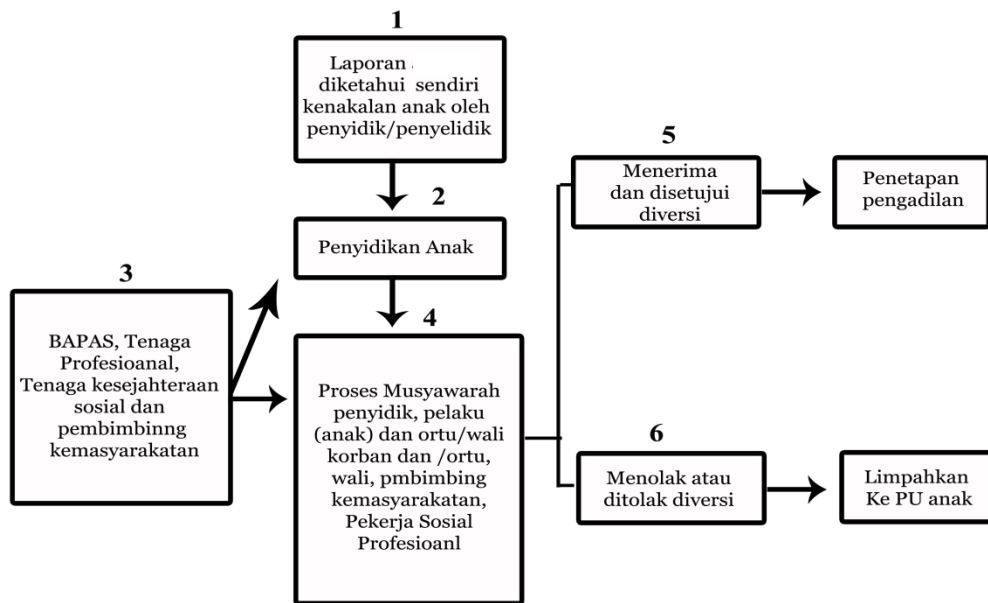 1
Laporan
diketahui sendiri
kenakalan anak oleh
penyidik/penyelidik
2
Penyidikan Anak
3
BAPAS, Tenaga
Profesioanal,
Tenaga kesejahteraan
sosial dan
pembimbinng
kemasyarakatan
4
Proses Musyawarah
penyidik, pelaku
(anak) dan ortu/wali
korban dan /ortu,
wali, pmbimbing
kemasyarakatan,
Pekerja Sosial
Profesioanl
5
Menerima
dan disetujui
diversi
Penetapan
pengadilan
6
Menolak atau
ditolak diversi
Limpahkan
Ke PU anak